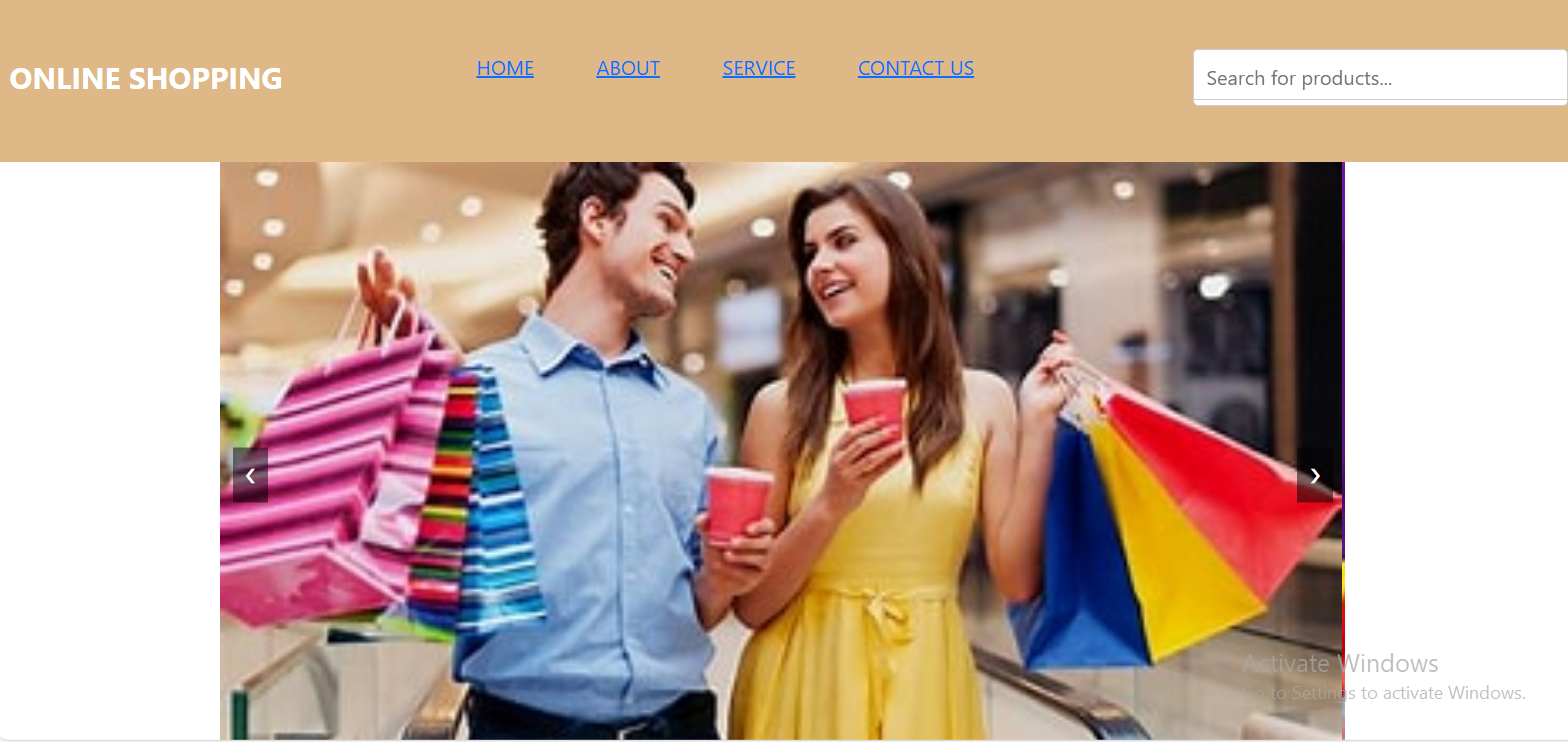 ONLINE SHOPPING
HOME ABOUT SERVICE CONTACT US
Search for products...
❮ ❯
Activate Windows
Go to Settings to activate Windows.